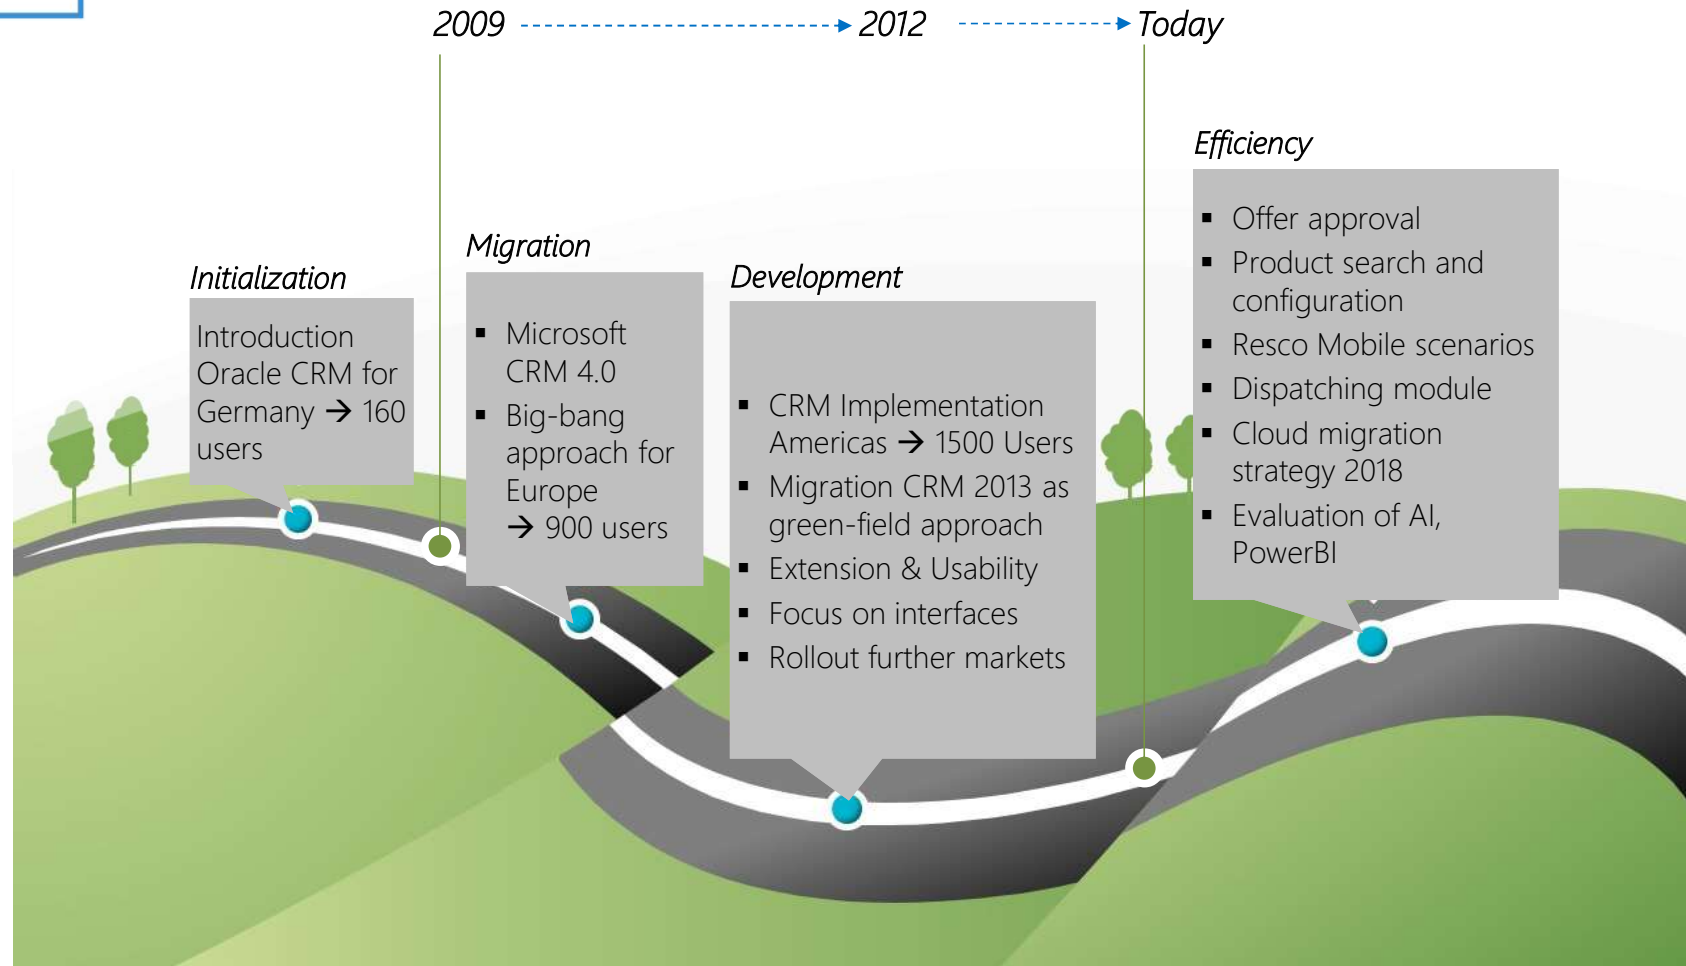 2009 2012 Today
Initialization
Introduction
Oracle CRM for
Germany → 160
users
Migration
▪ Microsoft
CRM 4.0
▪ Big-bang
approach for
Europe
→ 900 users
Development
▪ CRM Implementation
Americas → 1500 Users
▪ Migration CRM 2013 as
green-field approach
▪ Extension & Usability
▪ Focus on interfaces
▪ Rollout further markets
Efficiency
▪ Offer approval
▪ Product search and
configuration
▪ Resco Mobile scenarios
▪ Dispatching module
▪ Cloud migration
strategy 2018
▪ Evaluation of AI,
PowerBI